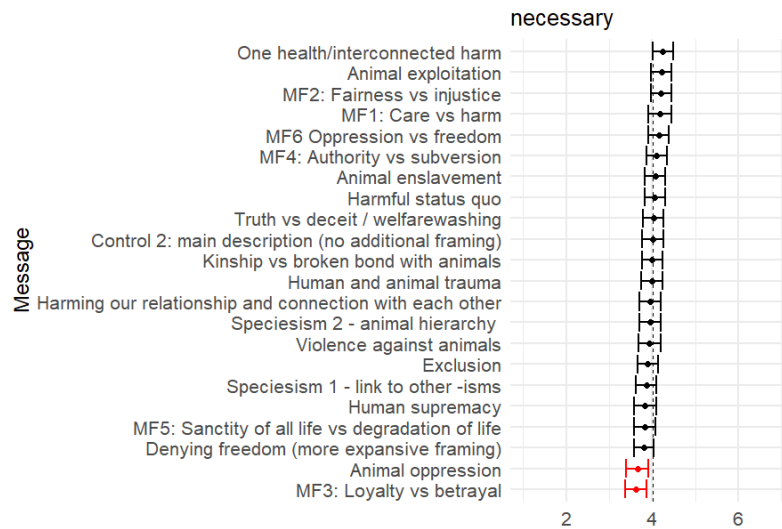 necessary
One health/interconnected harm
Animal exploitation
MF2: Fairness vs injustice
MF1: Care vs harm
MF6 Oppression vs freedom
MF4: Authority vs subversion
Animal enslavement
Harmful status quo
Truth vs deceit / welfarewashing
Control 2: main description (no additional framing)
Kinship vs broken bond with animals
Human and animal trauma
Harming our relationship and connection with each other
Speciesism 2 - animal hierarchy
Violence against animals
Exclusion
Speciesism 1 - link to other -isms
Human supremacy
MF5: Sanctity of all life vs degradation of life
Denying freedom (more expansive framing)
Animal oppression
MF3: Loyalty vs betrayal
Message
2 4 6